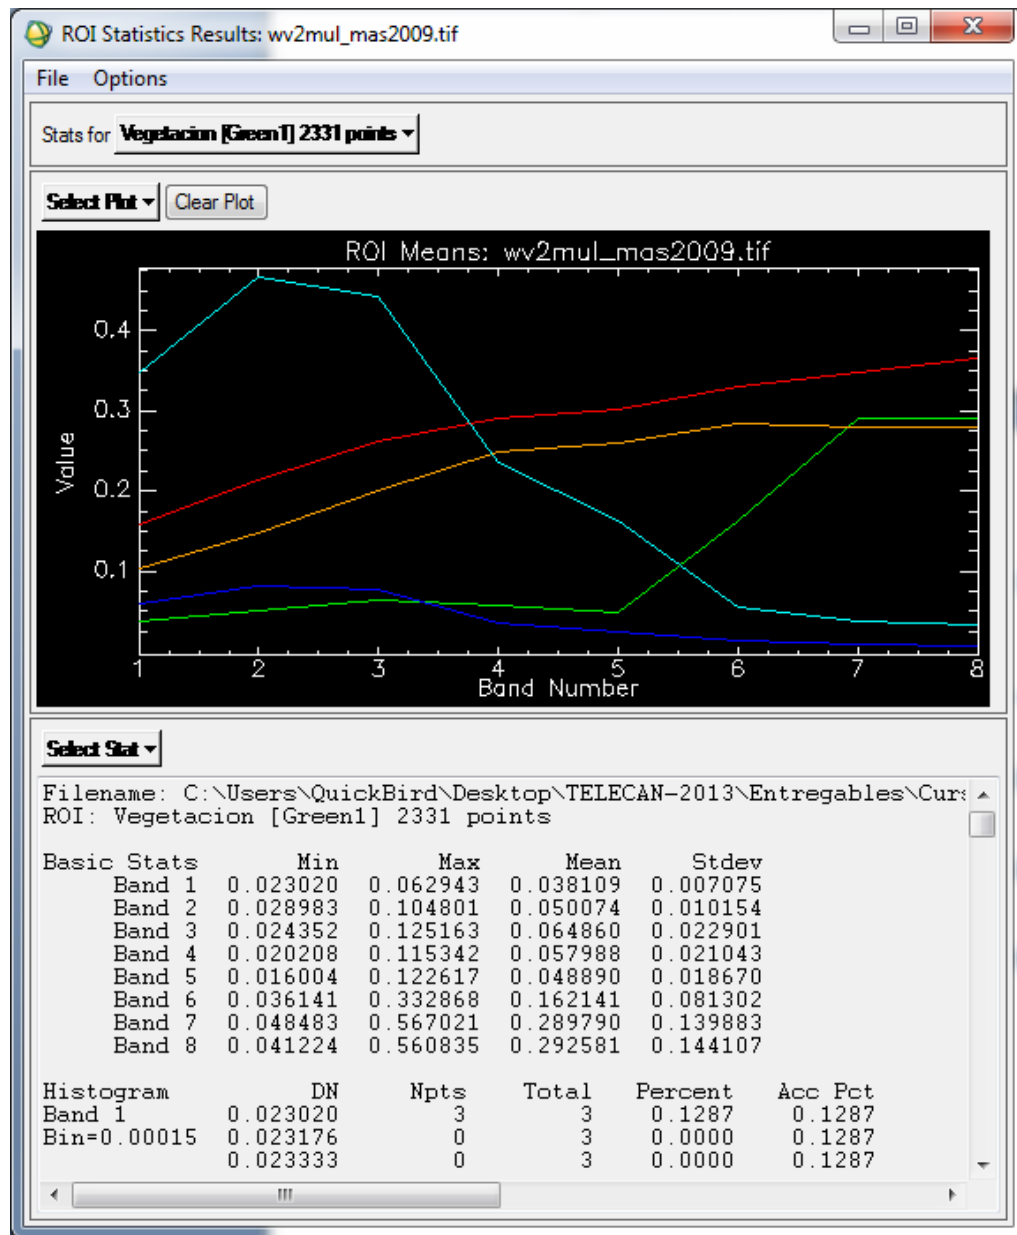 ROI Statistics Results: wv2mul_mas2009.tif
File Options
Stats for Vegetacion [Green1] 2331 points
Select Plot Clear Plot
ROI Means: wv2mul_mas2009.tif
Value
0.4
0.3
0.2
0.1
1 2 3 4 5 6 7 8
Band Number
Select Stat
Filename: C:\Users\QuickBird\Desktop\TELECAN-2013\Entregables\Curs
ROI: Vegetacion [Green1] 2331 points
Basic Stats Min Max Mean Stdev
Band 1 0.023020 0.062943 0.038109 0.007075
Band 2 0.028983 0.104801 0.050074 0.010154
Band 3 0.024352 0.125163 0.064860 0.022901
Band 4 0.020208 0.115342 0.057988 0.021043
Band 5 0.016004 0.122617 0.048890 0.018670
Band 6 0.036141 0.332868 0.162141 0.081302
Band 7 0.048483 0.567021 0.289790 0.139883
Band 8 0.041224 0.560835 0.292581 0.144107
Histogram DN Npts Total Percent Acc Pct
Band 1 0.023020 3 3 0.1287 0.1287
Bin=0.00015 0.023176 0 3 0.0000 0.1287
0.023333 0 3 0.0000 0.1287